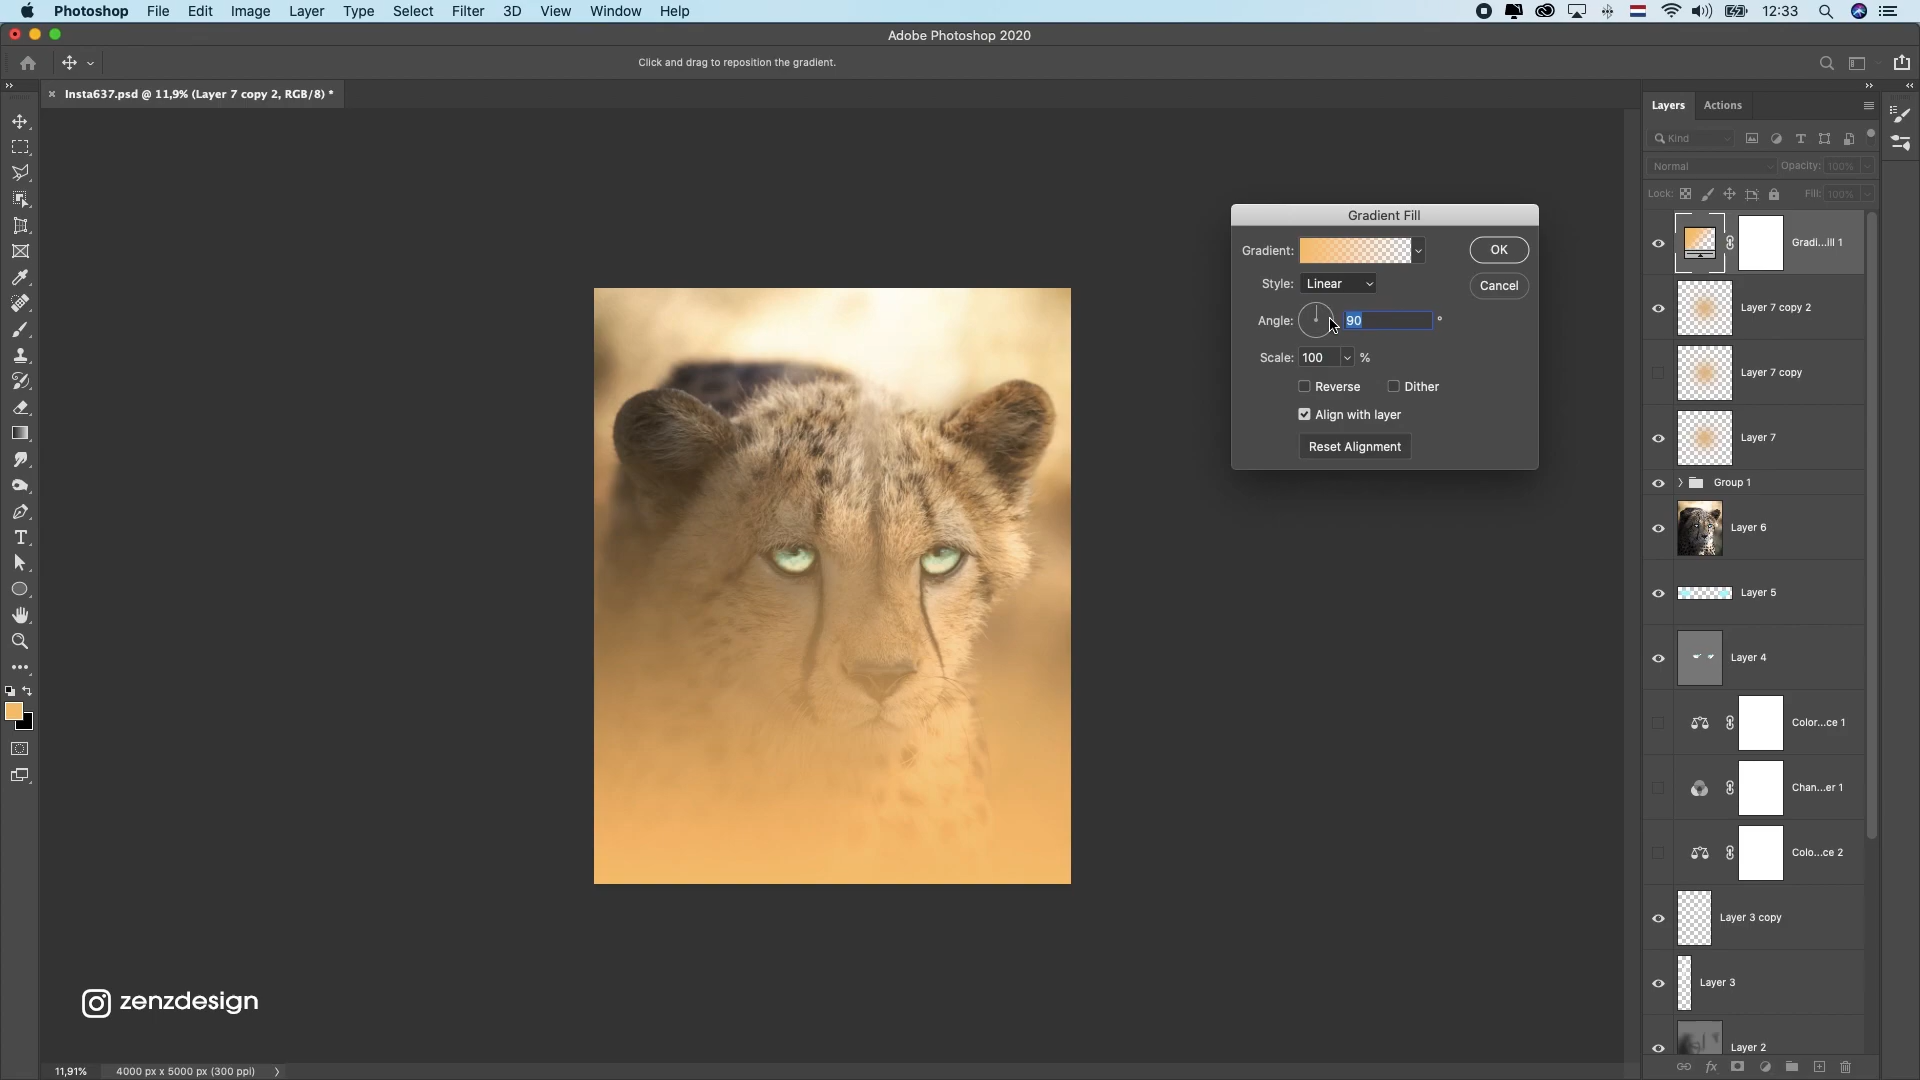 Photoshop File Edit Image Layer Type Select Filter 3D View Window Help 12:33
Adobe Photoshop 2020
Click and drag to reposition the gradient.
Insta637.psd @ 11,9% (Layer 7 copy 2, RGB/8) *
Layers Actions
Kind
Normal Opacity: 100%
Lock: Fill: 100%
Gradient Fill
Gradient: OK
Style: Linear Cancel
Angle: 90 °
Scale: 100 %
Reverse Dither
Align with layer
Reset Alignment
Gradi...ill 1
Layer 7 copy 2
Layer 7 copy
Layer 7
Group 1
Layer 6
Layer 5
Layer 4
Color...ce 1
Chan...er 1
Colo...ce 2
Layer 3 copy
Layer 3
Layer 2
zenzdesign
11,91% 4000 px x 5000 px (300 ppi)